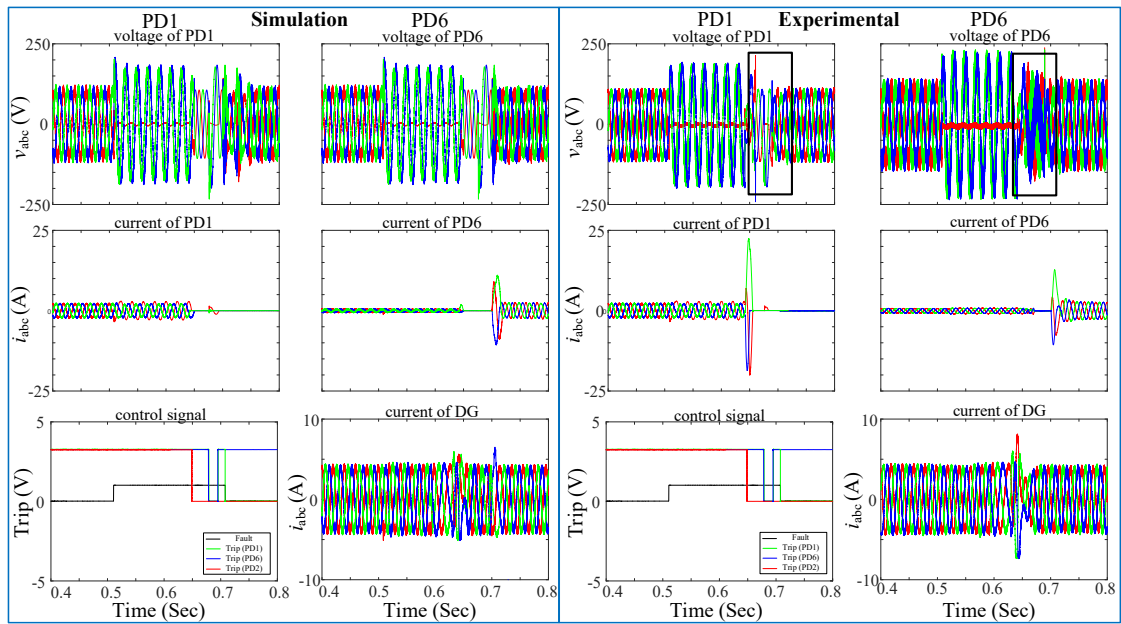 PD1 Simulation PD6
voltage of PD1
250
0
-250
vabc (V)
voltage of PD6
current of PD1
25
0
-25
iabc (A)
current of PD6
control signal
5
0
-5
Trip (V)
Fault
Trip (PD1)
Trip (PD6)
Trip (PD2)
0.4 0.5 0.6 0.7 0.8
Time (Sec)
current of DG
10
0
-10
iabc (A)
0.4 0.5 0.6 0.7 0.8
Time (Sec)
PD1 Experimental PD6
voltage of PD1
250
0
-250
vabc (V)
voltage of PD6
current of PD1
25
0
-25
iabc (A)
current of PD6
control signal
5
0
-5
Trip (V)
Fault
Trip (PD1)
Trip (PD6)
Trip (PD2)
0.4 0.5 0.6 0.7 0.8
Time (Sec)
current of DG
10
0
-10
iabc (A)
0.4 0.5 0.6 0.7 0.8
Time (Sec)